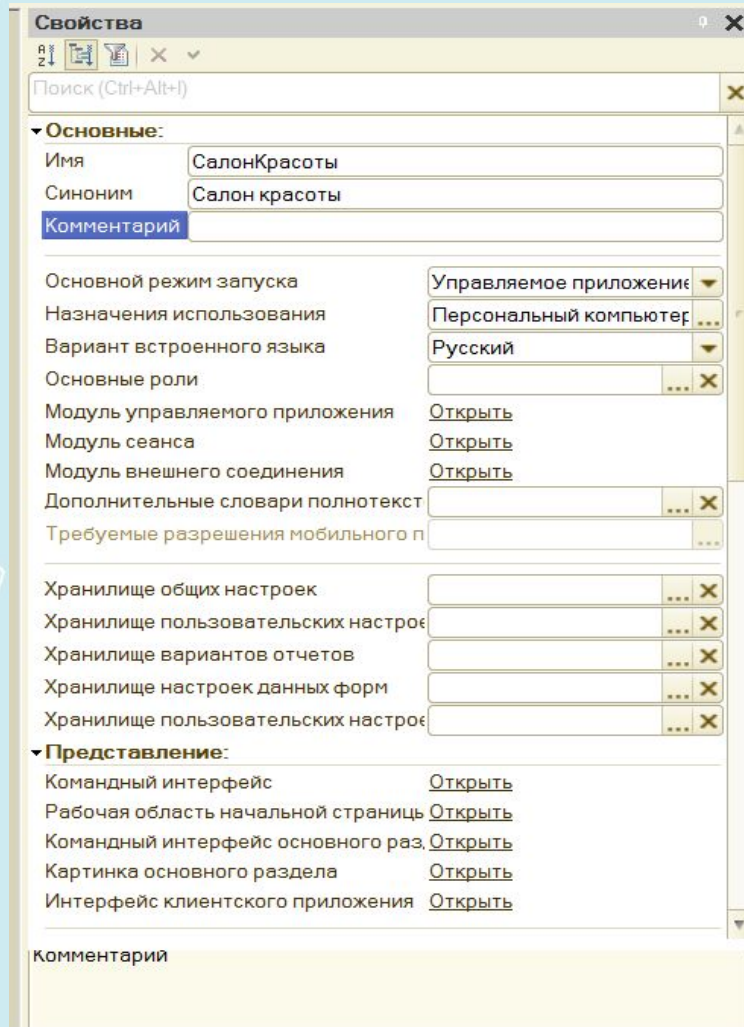 Свойства
Поиск (Ctrl+Alt+I)
Основные:
Имя СалонКрасоты
Синоним Салон красоты
Комментарий
Основной режим запуска Управляемое приложение
Назначения использования Персональный компьютер ...
Вариант встроенного языка Русский
Основные роли ...
Модуль управляемого приложения Открыть
Модуль сеанса Открыть
Модуль внешнего соединения Открыть
Дополнительные словари полнотекст ...
Требуемые разрешения мобильного п ...
Хранилище общих настроек ...
Хранилище пользовательских настрое ...
Хранилище вариантов отчетов ...
Хранилище настроек данных форм ...
Хранилище пользовательских настрое ...
Представление:
Командный интерфейс Открыть
Рабочая область начальной страницы Открыть
Командный интерфейс основного раз, Открыть
Картинка основного раздела Открыть
Интерфейс клиентского приложения Открыть
Комментарий